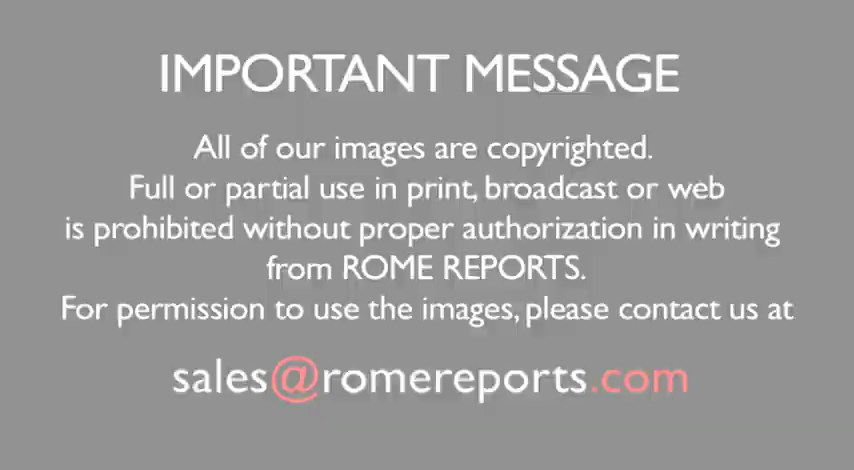 IMPORTANT MESSAGE
All of our images are copyrighted.
Full or partial use in print, broadcast or web
is prohibited without proper authorization in writing
from ROME REPORTS.
For permission to use the images, please contact us at
sales@romereports.com